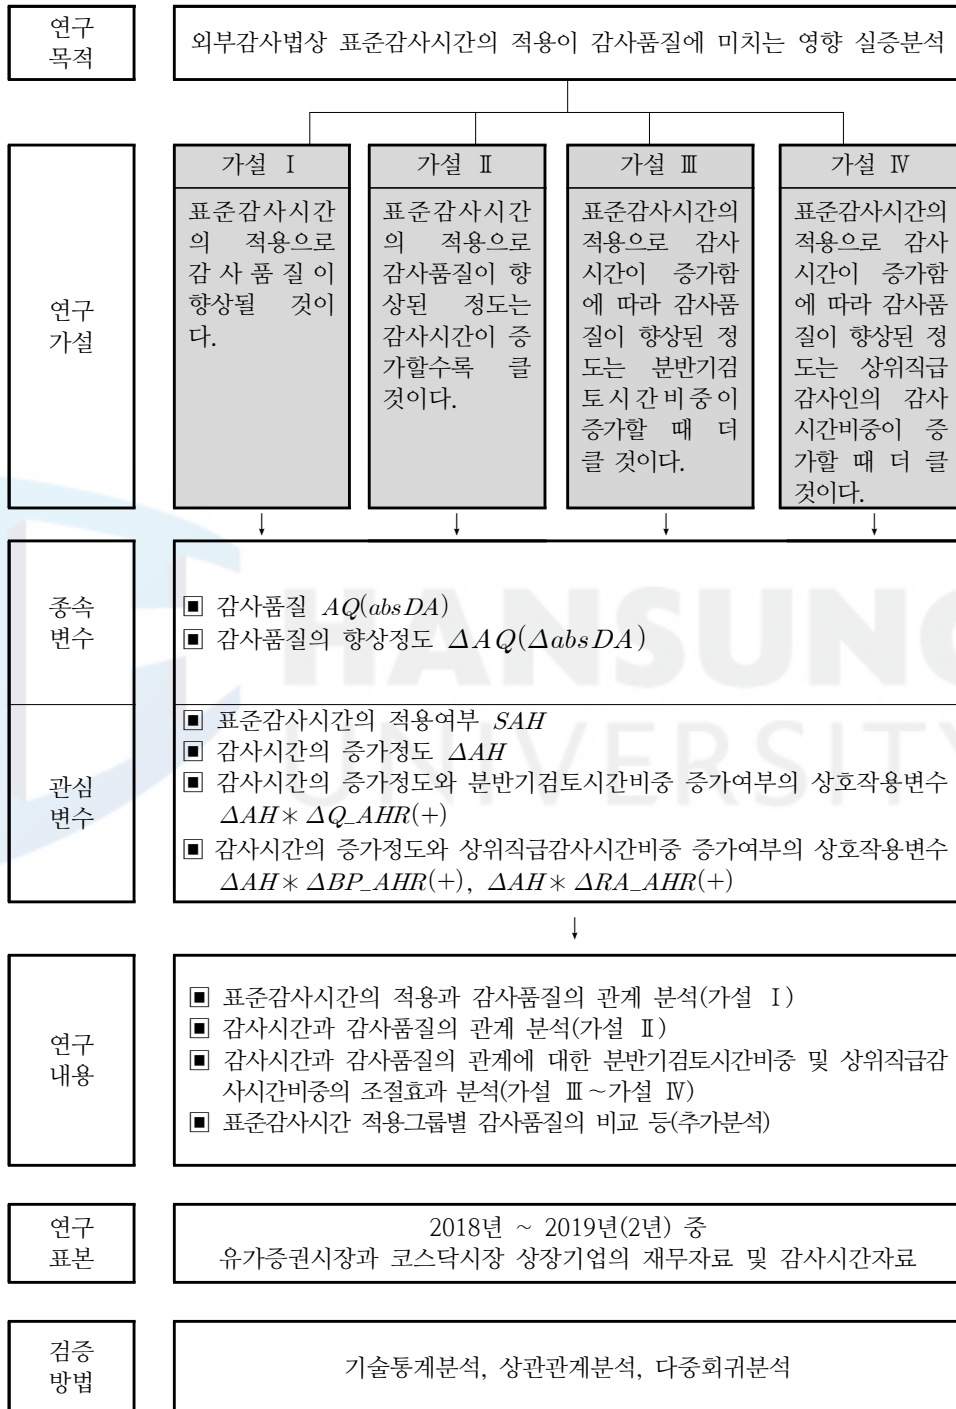 연구
목적
외부감사법상 표준감사시간의 적용이 감사품질에 미치는 영향 실증분석
연구
가설
가설 Ⅰ
표준감사시간
의 적용으로
감사품질이
향상될 것이
다.
가설 Ⅱ
표준감사시간
의 적용으로
감사품질이 향
상된 정도는
감사시간이 증
가할수록 클
것이다.
가설 Ⅲ
표준감사시간의
적용으로 감사
시간이 증가함
에 따라 감사품
질이 향상된 정
도는 분반기검
토시간비중이
증가할 때 더
클 것이다.
가설 Ⅳ
표준감사시간의
적용으로 감사
시간이 증가함
에 따라 감사품
질이 향상된 정
도는 상위직급
감사인의 감사
시간비중이 증
가할 때 더 클
것이다.
↓ ↓ ↓ ↓
종속
변수
▣ 감사품질 AQ(absDA)
▣ 감사품질의 향상정도 ΔAQ(ΔabsDA)
관심
변수
▣ 표준감사시간의 적용여부 SAH
▣ 감사시간의 증가정도 ΔAH
▣ 감사시간의 증가정도와 분반기검토시간비중 증가여부의 상호작용변수
ΔAH∗ΔQ_AHR(+)
▣ 감사시간의 증가정도와 상위직급감사시간비중 증가여부의 상호작용변수
ΔAH∗ΔBP_AHR(+), ΔAH∗ΔRA_AHR(+)
↓
연구
내용
▣ 표준감사시간의 적용과 감사품질의 관계 분석(가설 Ⅰ)
▣ 감사시간과 감사품질의 관계 분석(가설 Ⅱ)
▣ 감사시간과 감사품질의 관계에 대한 분반기검토시간비중 및 상위직급감
사시간비중의 조절효과 분석(가설 Ⅲ~가설 Ⅳ)
▣ 표준감사시간 적용그룹별 감사품질의 비교 등(추가분석)
연구
표본
2018년 ~ 2019년(2년) 중
유가증권시장과 코스닥시장 상장기업의 재무자료 및 감사시간자료
검증
방법
기술통계분석, 상관관계분석, 다중회귀분석
HANSUNG
UNIVERSITY